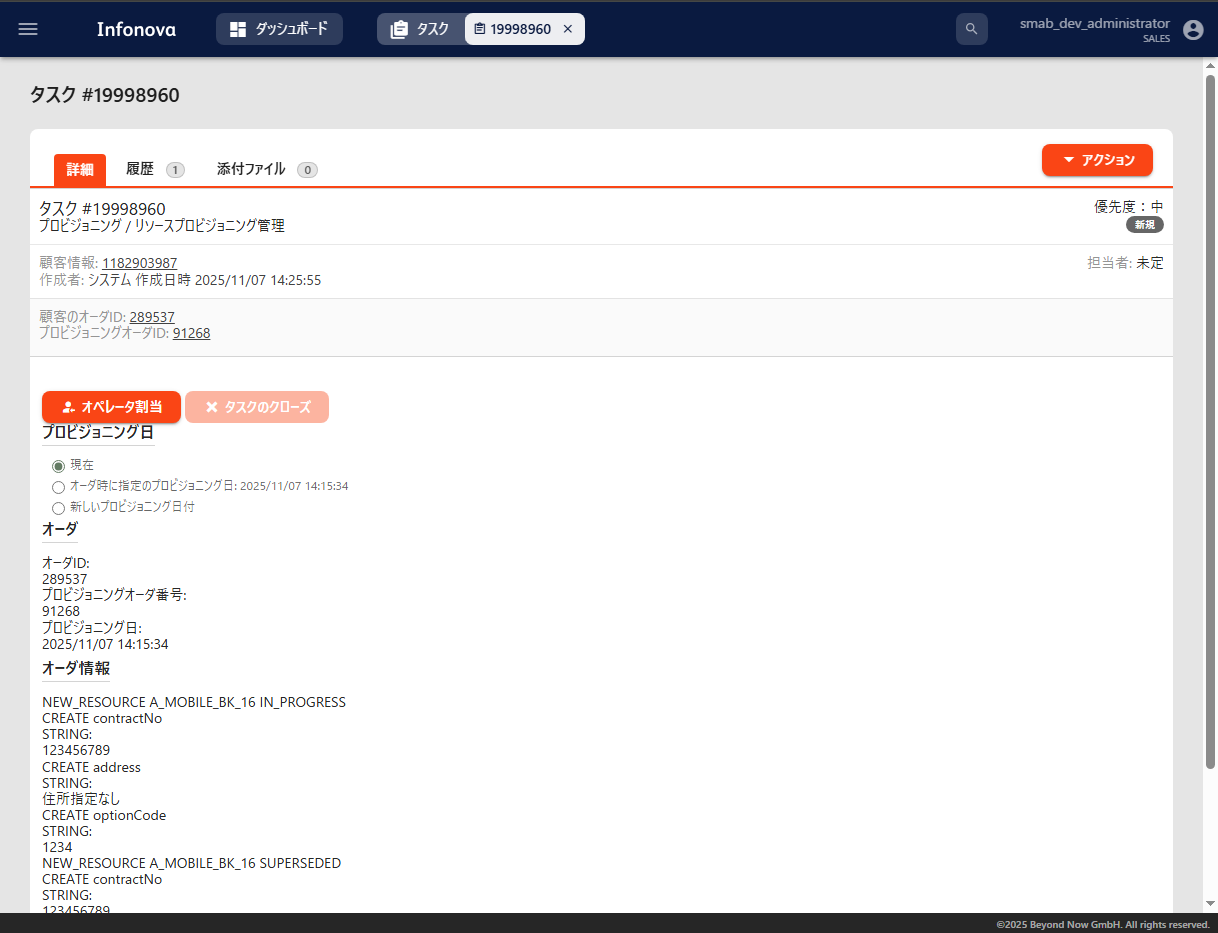 Infonova
ダッシュボード
タスク
19998960
smab_dev_administrator
SALES
タスク #19998960
詳細
履歴 1
添付ファイル 0
アクション
タスク #19998960
優先度：中
プロビジョニング / リソースプロビジョニング管理
新規
顧客情報: 1182903987
担当者: 未定
作成者: システム 作成日時 2025/11/07 14:25:55
顧客のオーダID: 289537
プロビジョニングオーダID: 91268
オペレータ割当
タスクのクローズ
プロビジョニング日
現在
オーダ時に指定のプロビジョニング日: 2025/11/07 14:15:34
新しいプロビジョニング日付
オーダ
オーダID:
289537
プロビジョニングオーダ番号:
91268
プロビジョニング日:
2025/11/07 14:15:34
オーダ情報
NEW_RESOURCE A_MOBILE_BK_16 IN_PROGRESS
CREATE contractNo
STRING:
123456789
CREATE address
STRING:
住所指定なし
CREATE optionCode
STRING:
1234
NEW_RESOURCE A_MOBILE_BK_16 SUPERSEDED
CREATE contractNo
STRING:
123456789
©2025 Beyond Now GmbH. All rights reserved.